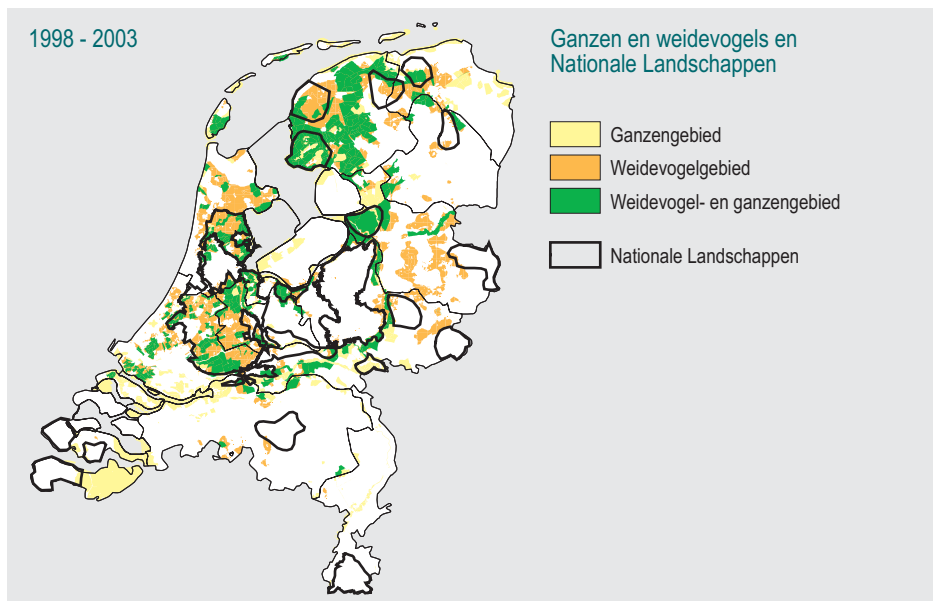 1998 - 2003
Ganzen en weidevogels en
Nationale Landschappen
Ganzengebied
Weidevogelgebied
Weidevogel- en ganzengebied
Nationale Landschappen